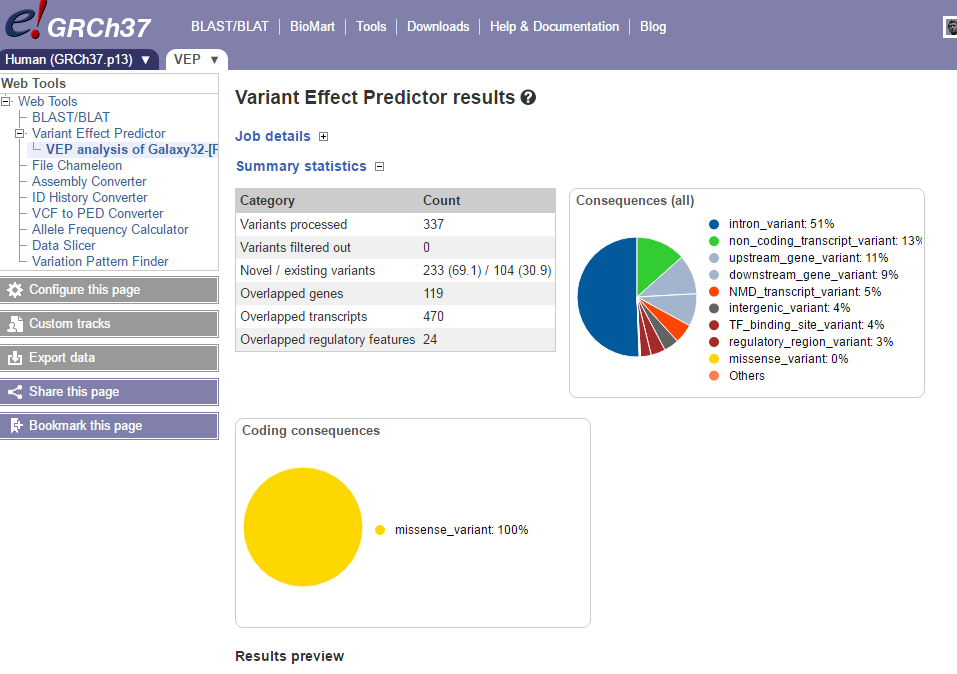 e! GRCh37
BLAST/BLAT BioMart Tools Downloads Help & Documentation Blog
Human (GRCh37.p13) ▼ VEP ▼
Web Tools
Web Tools
BLAST/BLAT
Variant Effect Predictor
VEP analysis of Galaxy32-[F
File Chameleon
Assembly Converter
ID History Converter
VCF to PED Converter
Allele Frequency Calculator
Data Slicer
Variation Pattern Finder
Configure this page
Custom tracks
Export data
Share this page
Bookmark this page
Variant Effect Predictor results ?
Job details
Summary statistics
Category Count
Variants processed 337
Variants filtered out 0
Novel / existing variants 233 (69.1) / 104 (30.9)
Overlapped genes 119
Overlapped transcripts 470
Overlapped regulatory features 24
Consequences (all)
intron_variant: 51%
non_coding_transcript_variant: 13%
upstream_gene_variant: 11%
downstream_gene_variant: 9%
NMD_transcript_variant: 5%
intergenic_variant: 4%
TF_binding_site_variant: 4%
regulatory_region_variant: 3%
missense_variant: 0%
Others
Coding consequences
missense_variant: 100%
Results preview